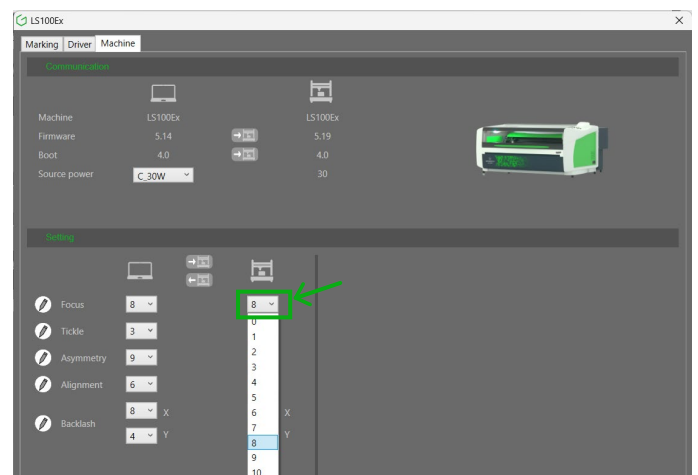 LS100Ex
Marking Driver Machine
Communication
Machine LS100Ex LS100Ex
Firmware 5.14 5.19
Boot 4.0 4.0
Source power C_30W 30
Setting
Focus 8 8
0
Tickle 3 1
2
Asymmetry 9 3
Alignment 6 4
5
8 X 6 X
Backlash 7
4 Y 8 Y
9
10